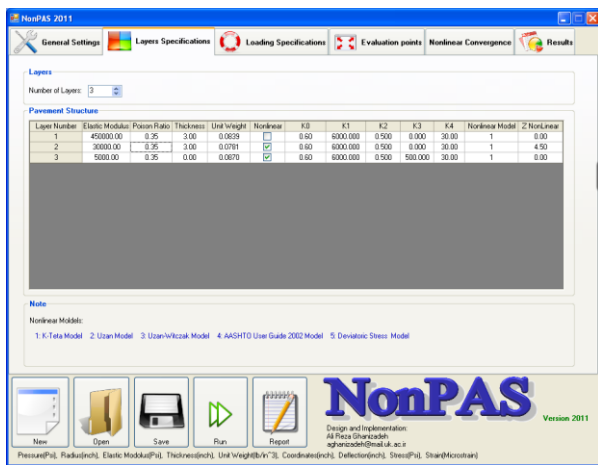 NonPAS 2011
General Settings Layers Specifications Loading Specifications Evaluation points Nonlinear Convergence Results
Layers
Number of Layers: 3
Pavement Structure
Layer Number Elastic Modulus Poison Ratio Thickness Unit Weight Nonlinear K0 K1 K2 K3 K4 Nonlinear Model Z NonLinear
1 450000.00 0.35 3.00 0.0839 0.60 6000.000 0.500 0.000 30.00 1 0.00
2 30000.00 0.35 3.00 0.0781 0.60 6000.000 0.500 0.000 30.00 1 4.50
3 5000.00 0.35 0.00 0.0870 0.60 6000.000 0.500 500.000 30.00 1 0.00
Note
Nonlinear Moldels:
1: K-Teta Model 2: Uzan Model 3: Uzan-Witczak Model 4: AASHTO User Guide 2002 Model 5: Deviatoric Stress Model
NonPAS
Version 2011
Design and Implementation:
Ali Reza Ghanizadeh
aghanizadeh@mail.uk.ac.ir
New Open Save Run Report
Pressure(Psi), Radius(inch), Elastic Modolus(Psi), Thickness(inch), Unit Weight(lb/in^3), Coordinates(inch), Deflection(inch), Stress(Psi), Strain(Microstrain)